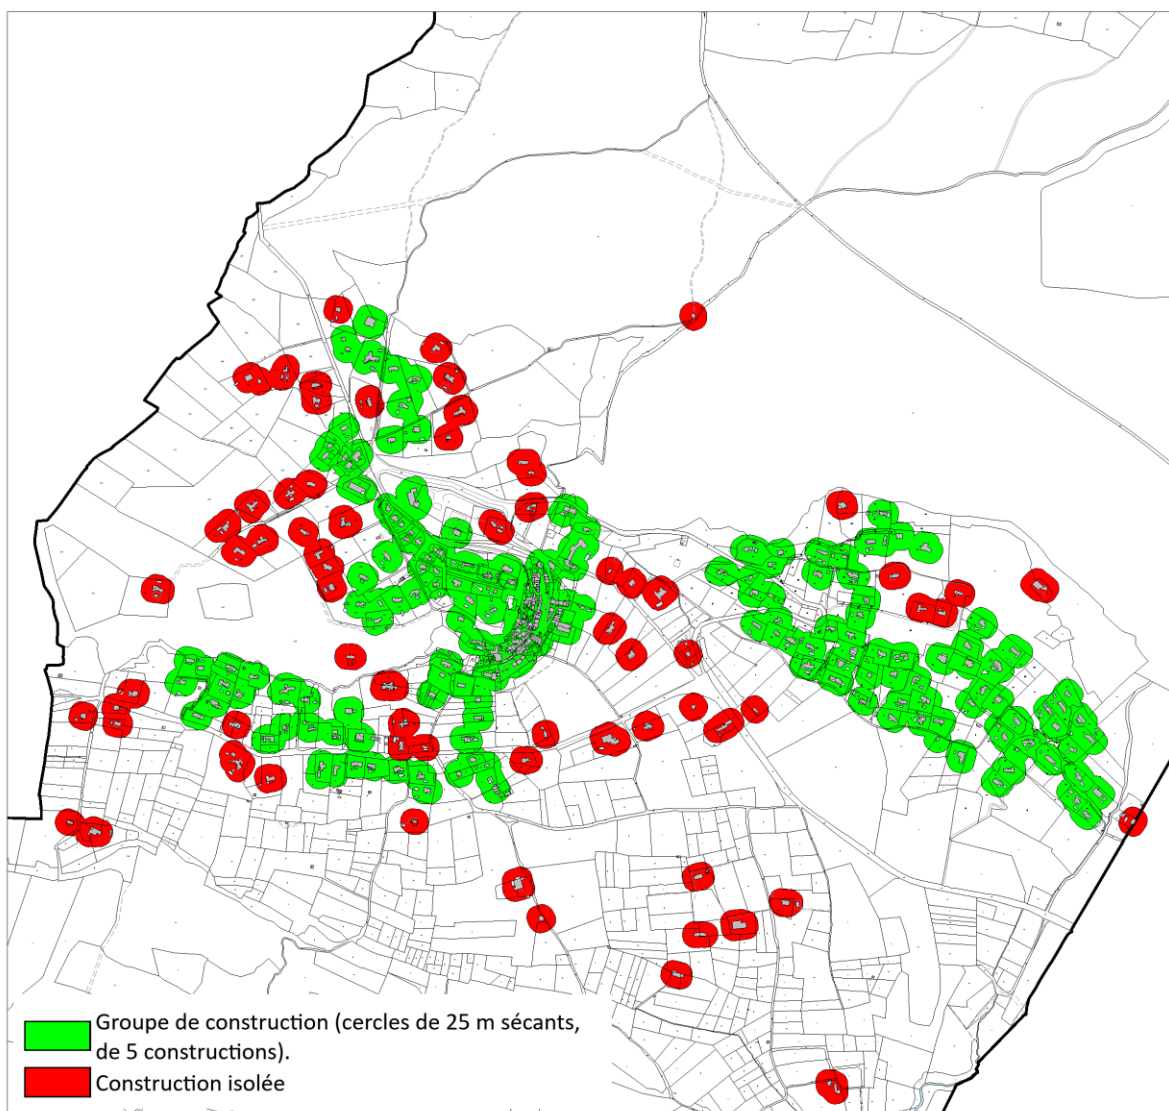 Groupe de construction (cercles de 25 m sécants,
de 5 constructions).
Construction isolée